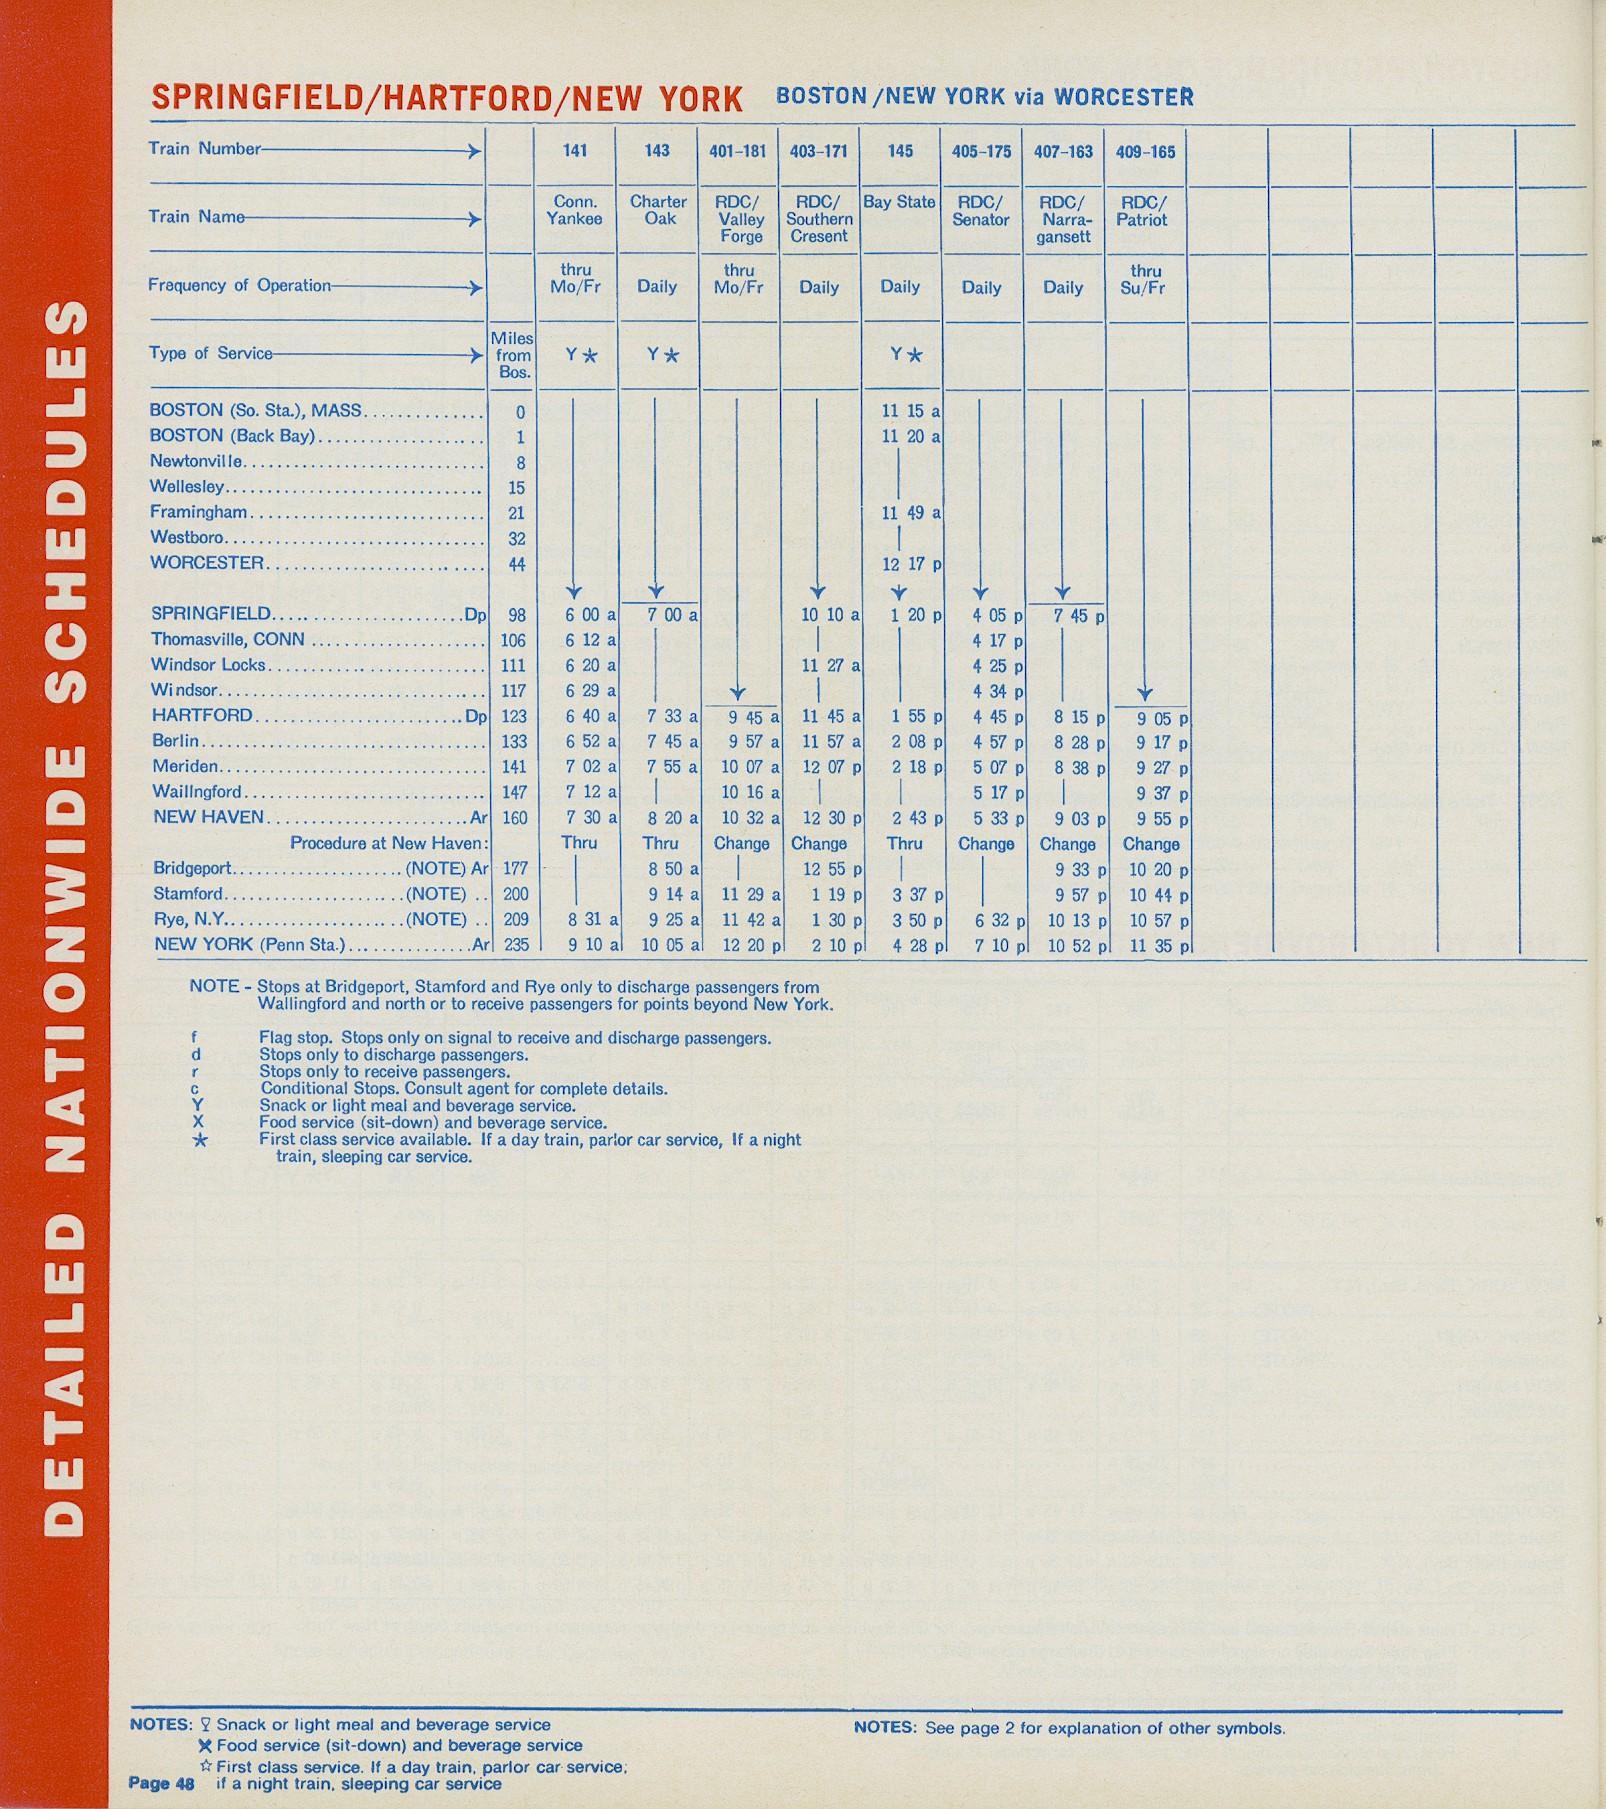 DETAILED NATIONWIDE SCHEDULES
SPRINGFIELD/HARTFORD/NEW YORK BOSTON/NEW YORK via WORCESTER
Train Number 141 143 401-181 403-171 145 405-175 407-163 409-165
Train Name Conn. Yankee Charter Oak RDC/ Valley Forge RDC/ Southern Cresent Bay State RDC/ Senator RDC/ Narra- gansett RDC/ Patriot
Frequency of Operation thru Mo/Fr Daily thru Mo/Fr Daily Daily Daily Daily thru Su/Fr
Type of Service Miles from Bos. Y★ Y★ Y★
BOSTON (So. Sta.), MASS.............. 0 11 15 a
BOSTON (Back Bay).................... 1 11 20 a
Newtonville............................. 8
Wellesley............................... 15
Framingham............................ 21 11 49 a
Westboro............................... 32
WORCESTER.......................... 44 12 17 p
SPRINGFIELD.......................Dp 98 6 00 a 7 00 a 10 10 a 1 20 p 4 05 p 7 45 p
Thomasville, CONN ..................... 106 6 12 a 4 17 p
Windsor Locks.......................... 111 6 20 a 11 27 a 4 25 p
Windsor................................ 117 6 29 a 4 34 p
HARTFORD.........................Dp 123 6 40 a 7 33 a 9 45 a 11 45 a 1 55 p 4 45 p 8 15 p 9 05 p
Berlin.................................. 133 6 52 a 7 45 a 9 57 a 11 57 a 2 08 p 4 57 p 8 28 p 9 17 p
Meriden................................ 141 7 02 a 7 55 a 10 07 a 12 07 p 2 18 p 5 07 p 8 38 p 9 27 p
Waillngford............................. 147 7 12 a 10 16 a 5 17 p 9 37 p
NEW HAVEN........................Ar 160 7 30 a 8 20 a 10 32 a 12 30 p 2 43 p 5 33 p 9 03 p 9 55 p
Procedure at New Haven: Thru Thru Change Change Thru Change Change Change
Bridgeport.................... (NOTE) Ar 177 8 50 a 12 55 p 9 33 p 10 20 p
Stamford....................... (NOTE) .. 200 9 14 a 11 29 a 1 19 p 3 37 p 9 57 p 10 44 p
Rye, N.Y..................... (NOTE) .. 209 8 31 a 9 25 a 11 42 a 1 30 p 3 50 p 6 32 p 10 13 p 10 57 p
NEW YORK (Penn Sta.)...............Ar 235 9 10 a 10 05 a 12 20 p 2 10 p 4 28 p 7 10 p 10 52 p 11 35 p
NOTE - Stops at Bridgeport, Stamford and Rye only to discharge passengers from
Wallingford and north or to receive passengers for points beyond New York.
f Flag stop. Stops only on signal to receive and discharge passengers.
d Stops only to discharge passengers.
r Stops only to receive passengers.
c Conditional Stops. Consult agent for complete details.
Y Snack or light meal and beverage service.
X Food service (sit-down) and beverage service.
★ First class service available. If a day train, parlor car service, If a night
train, sleeping car service.
NOTES: Snack or light meal and beverage service
Food service (sit-down) and beverage service
☆ First class service. If a day train, parlor car service;
if a night train, sleeping car service
NOTES: See page 2 for explanation of other symbols.
Page 48